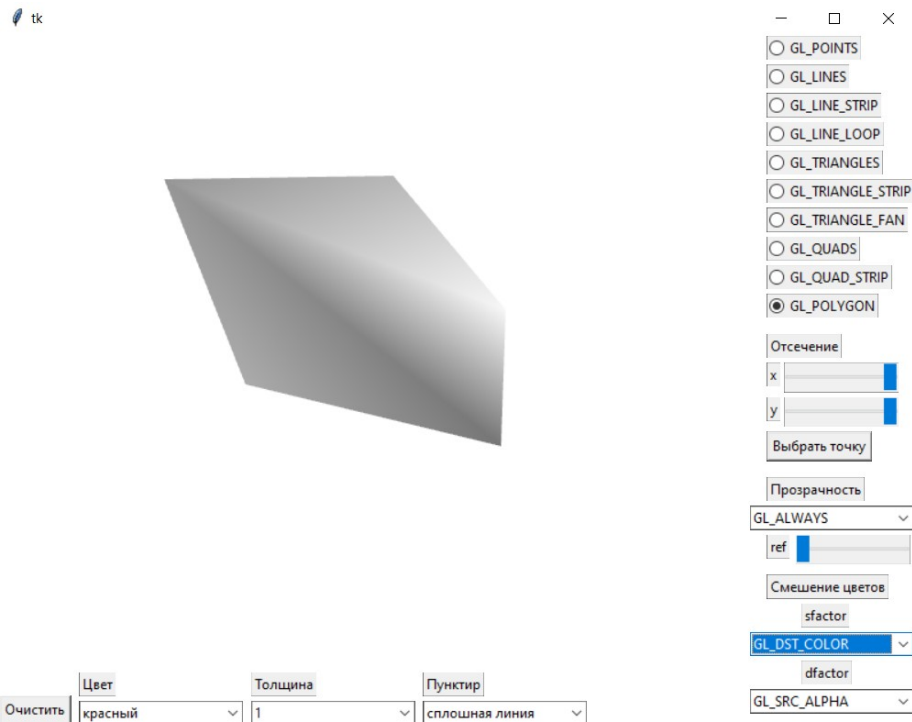 tk
GL_POINTS
GL_LINES
GL_LINE_STRIP
GL_LINE_LOOP
GL_TRIANGLES
GL_TRIANGLE_STRIP
GL_TRIANGLE_FAN
GL_QUADS
GL_QUAD_STRIP
GL_POLYGON
Отсечение
x
y
Выбрать точку
Прозрачность
GL_ALWAYS
ref
Смешение цветов
sfactor
GL_DST_COLOR
dfactor
GL_SRC_ALPHA
Цвет Толщина Пунктир
Очистить красный 1 сплошная линия